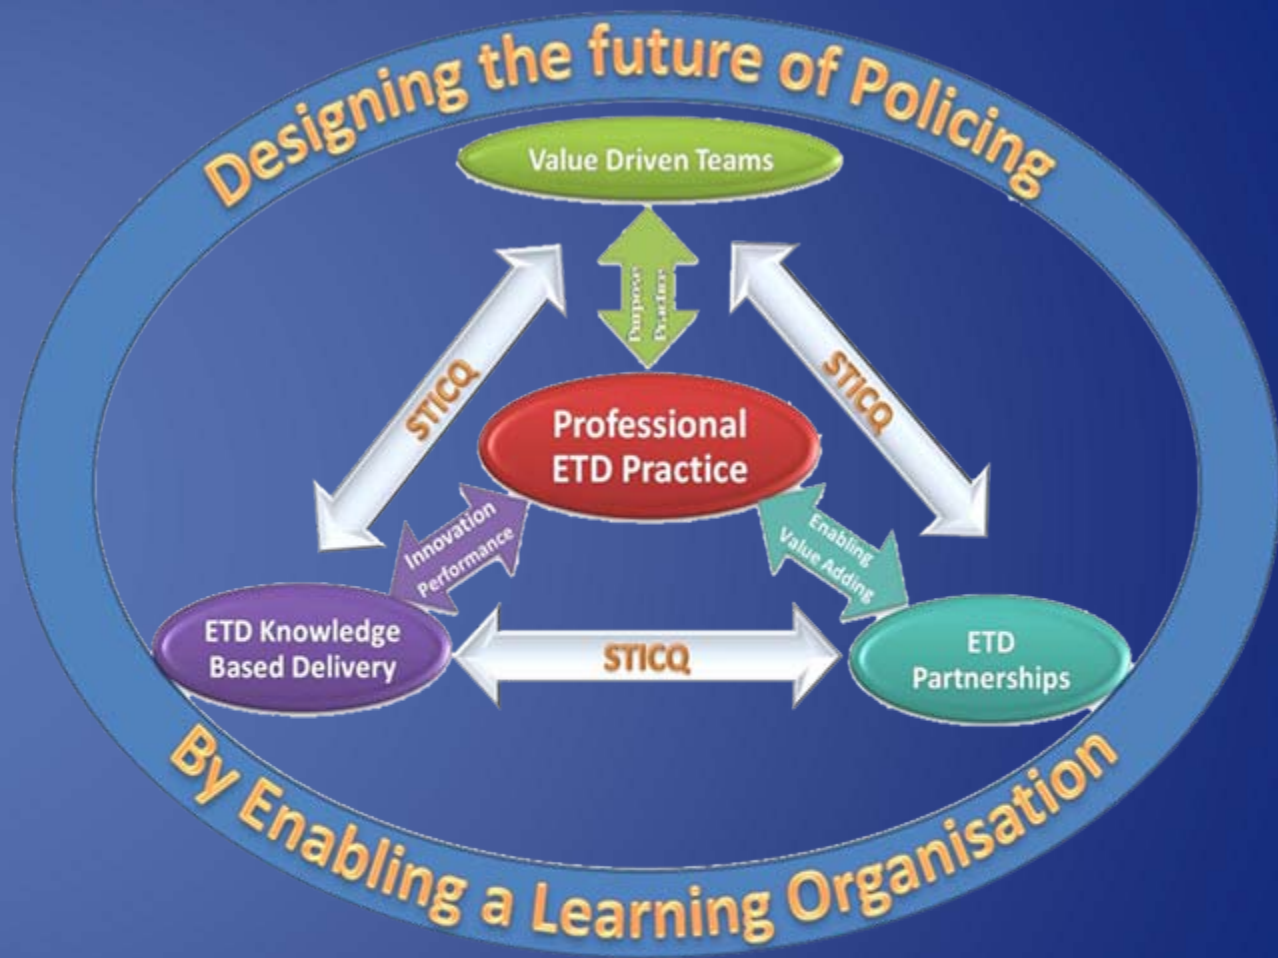 Designing the future of Policing
Value Driven Teams
Purpose
Practice
STICQ
STICQ
Professional
ETD Practice
Innovation
Performance
Enabling
Value Adding
ETD Knowledge
Based Delivery
STICQ
ETD
Partnerships
By Enabling a Learning Organisation